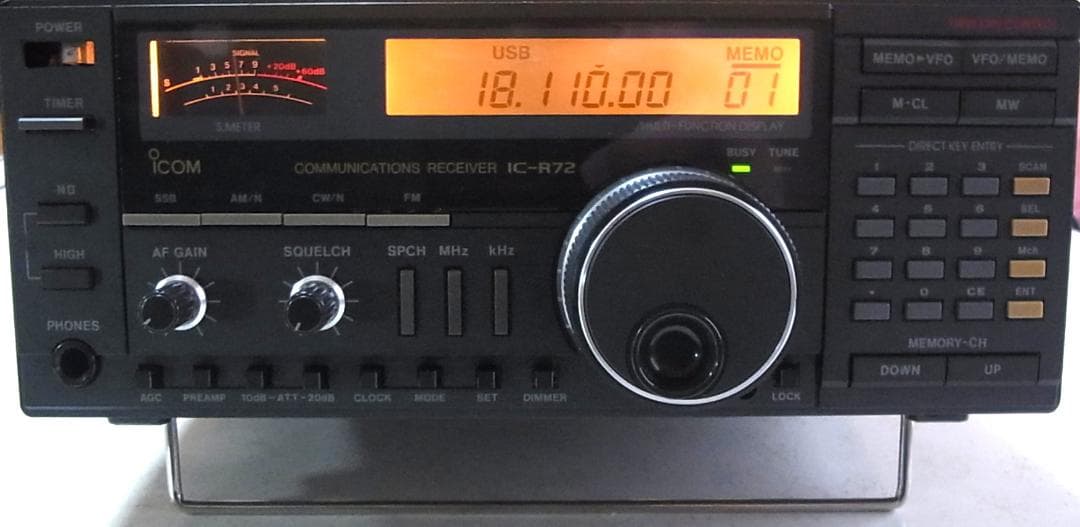 POWER
SIGNAL
1 3 5 7 9 +20dB +60dB
S
1 2 3 4 5
S.METER
USB
MEMO
18.110.00
01
MULTI-FUNCTION DISPLAY
MEMO▸VFO
VFO/MEMO
TIMER
M-CL
MW
ICOM
COMMUNICATIONS RECEIVER IC-R72
BUSY
TUNE
DIRECT KEY ENTRY
1 2 3 SCAN
NB
SSB
AM/N
CW/N
FM
4 5 6 SEL
HIGH
AF GAIN
SQUELCH
SPCH
MHz
kHz
7 8 9 Mch
• 0 CE ENT
PHONES
MEMORY-CH
DOWN
UP
AGC
PREAMP
10dB-ATT-20dB
CLOCK
MODE
SET
DIMMER
LOCK